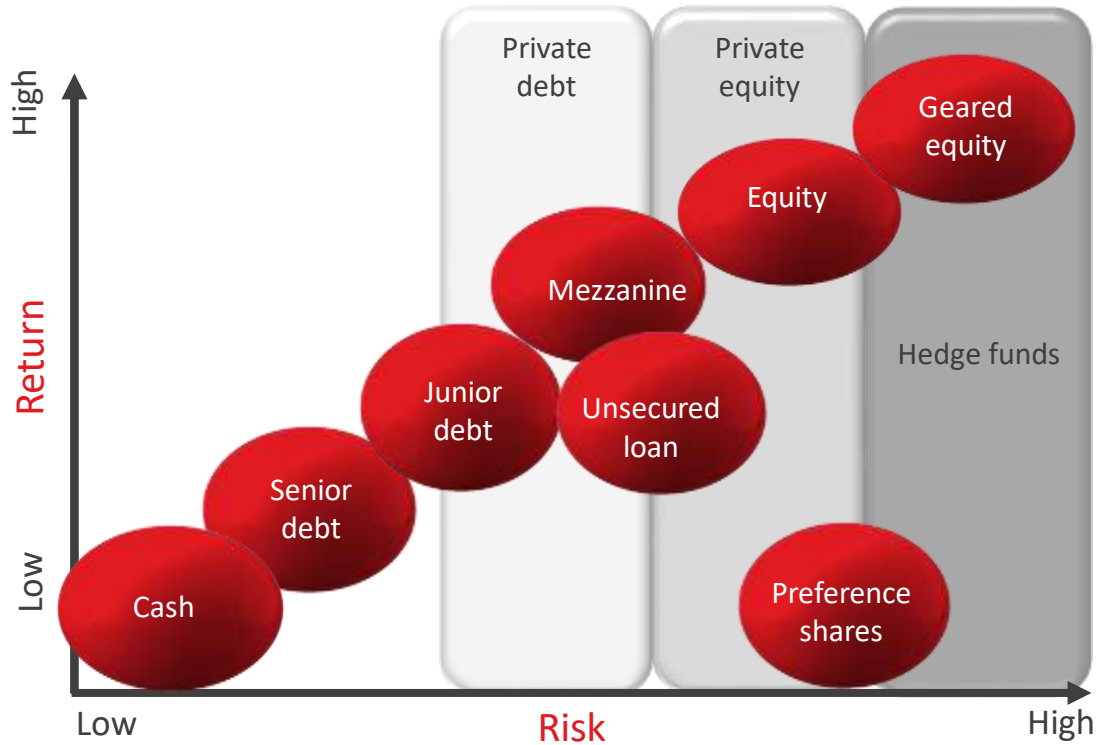 Private
debt
Private
equity
High
Geared
equity
Equity
Mezzanine
Return
Hedge funds
Junior
debt
Unsecured
loan
Senior
debt
Low
Cash
Preference
shares
Low
Risk
High